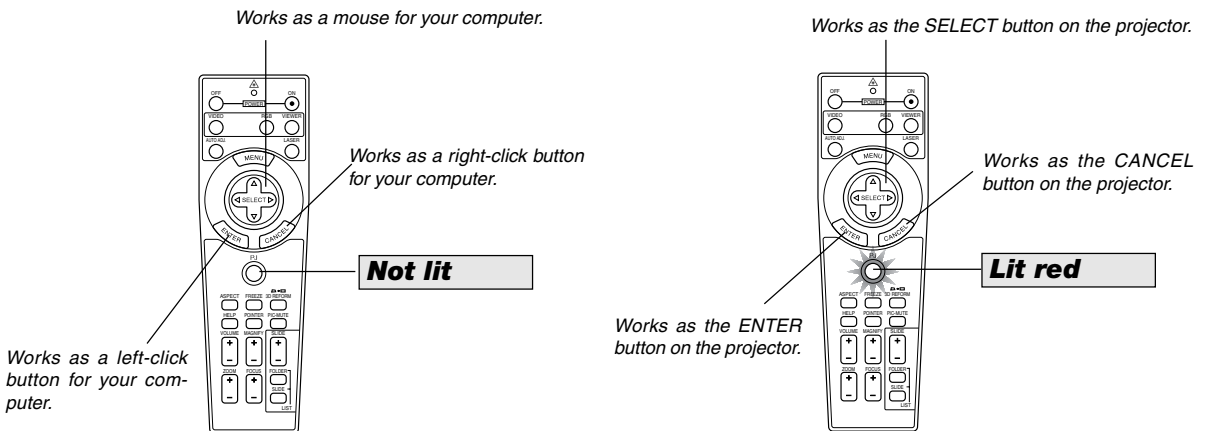 Works as a mouse for your computer.
OFF
ON
POWER
VIDEO
RGB
VIEWER
AUTO ADJ.
LASER
MENU
SELECT
ENTER
CANCEL
Works as a right-click button
for your computer.
PJ
Not lit
ASPECT
FREEZE
3D REFORM
HELP
POINTER
PIC-MUTE
VOLUME
MAGNIFY
SLIDE
+
+
+
–
–
–
ZOOM
FOCUS
FOLDER
+
+
SLIDE
–
–
LIST
Works as a left-click
button for your com-
puter.
Works as the SELECT button on the projector.
OFF
ON
POWER
VIDEO
RGB
VIEWER
AUTO ADJ.
LASER
MENU
SELECT
ENTER
CANCEL
Works as the CANCEL
button on the projector.
PJ
Lit red
ASPECT
FREEZE
3D REFORM
HELP
POINTER
PIC-MUTE
VOLUME
MAGNIFY
SLIDE
+
+
+
–
–
–
ZOOM
FOCUS
FOLDER
+
+
SLIDE
–
–
LIST
Works as the ENTER
button on the projector.